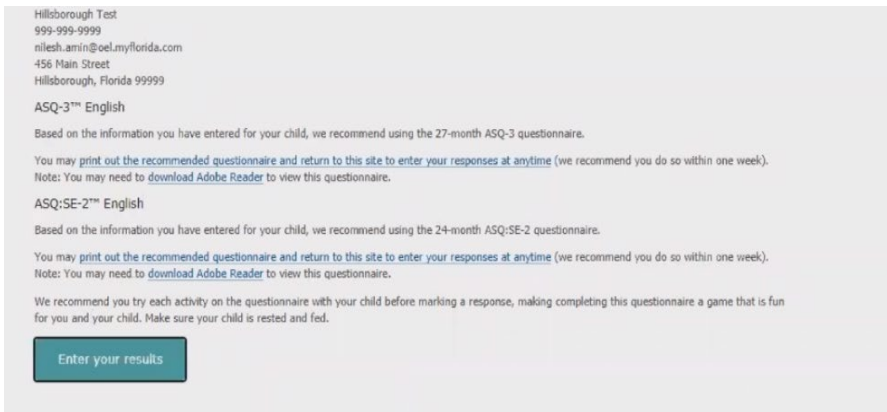 Hillsborough Test
999-999-9999
nilesh.amin@oel.myflorida.com
456 Main Street
Hillsborough, Florida 99999
ASQ-3™ English
Based on the information you have entered for your child, we recommend using the 27-month ASQ-3 questionnaire.
You may print out the recommended questionnaire and return to this site to enter your responses at anytime (we recommend you do so within one week).
Note: You may need to download Adobe Reader to view this questionnaire.
ASQ:SE-2™ English
Based on the information you have entered for your child, we recommend using the 24-month ASQ:SE-2 questionnaire.
You may print out the recommended questionnaire and return to this site to enter your responses at anytime (we recommend you do so within one week).
Note: You may need to download Adobe Reader to view this questionnaire.
We recommend you try each activity on the questionnaire with your child before marking a response, making completing this questionnaire a game that is fun
for you and your child. Make sure your child is rested and fed.
Enter your results